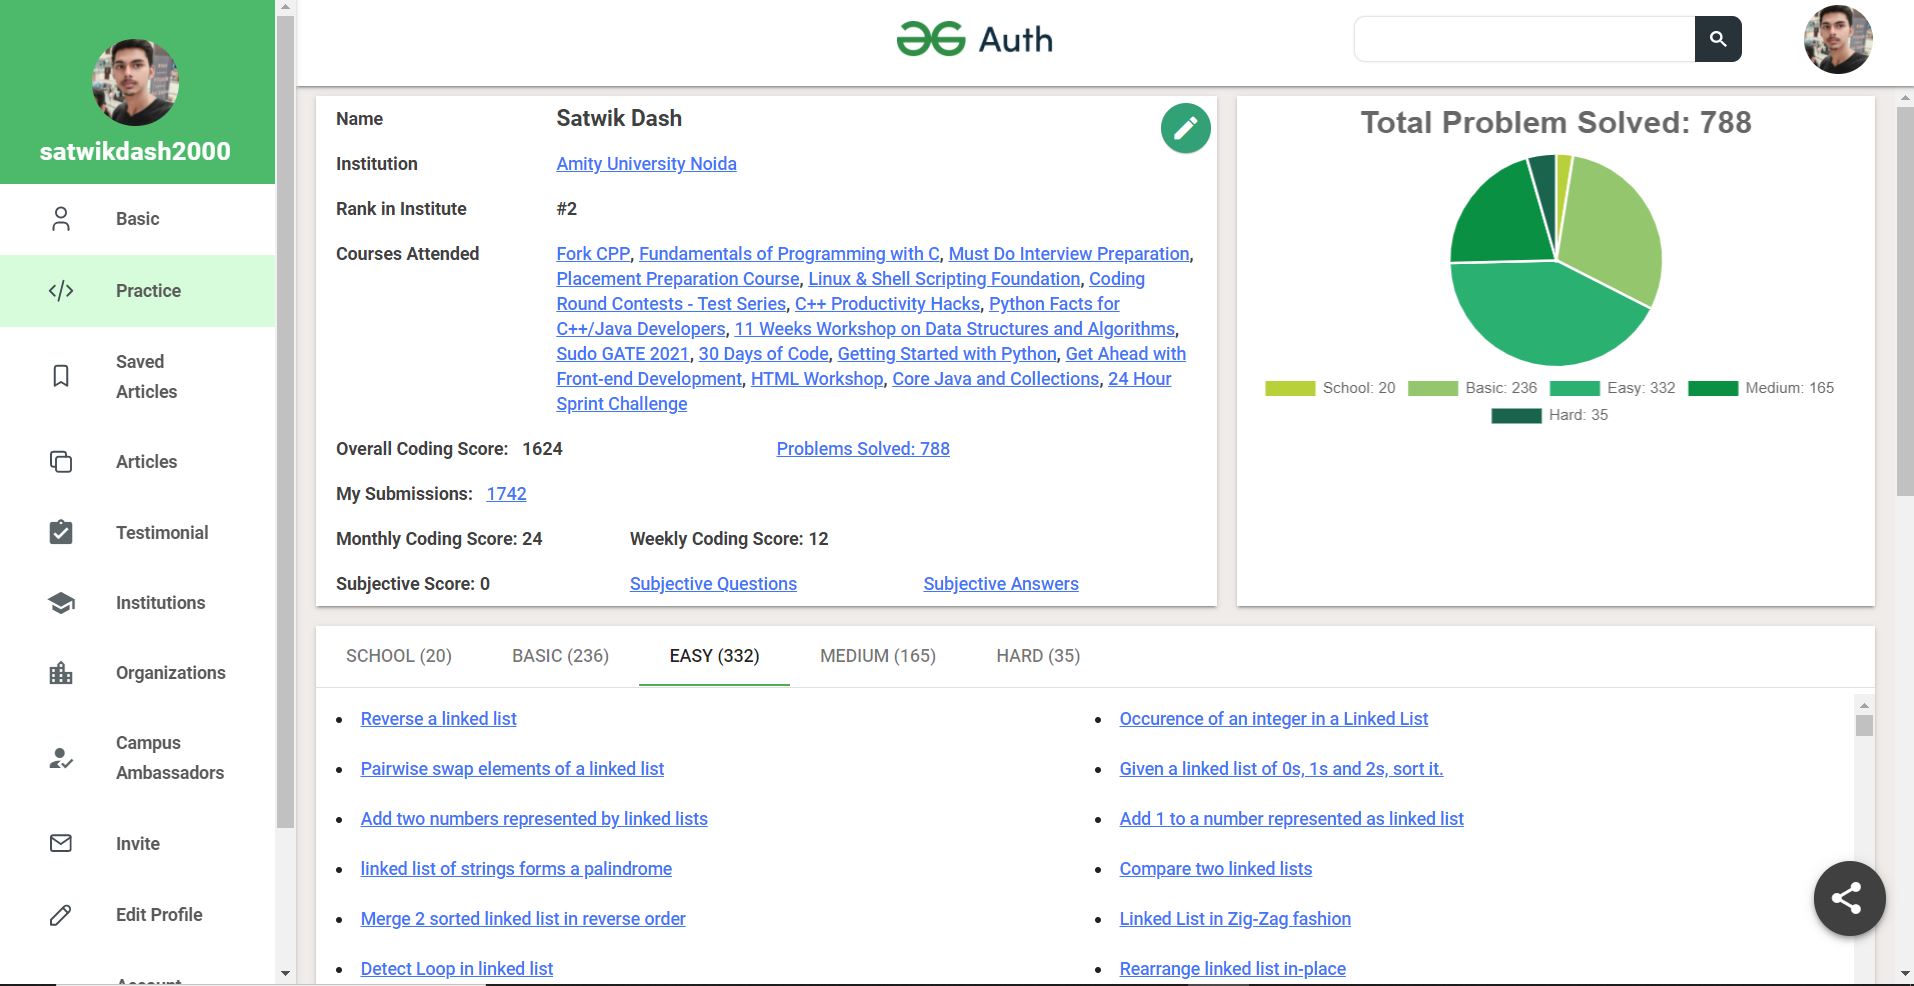 satwikdash2000
Basic
Practice
Saved
Articles
Articles
Testimonial
Institutions
Organizations
Campus
Ambassadors
Invite
Edit Profile
Account
Auth
Name Satwik Dash
Institution Amity University Noida
Rank in Institute #2
Courses Attended Fork CPP, Fundamentals of Programming with C, Must Do Interview Preparation,
Placement Preparation Course, Linux & Shell Scripting Foundation, Coding
Round Contests - Test Series, C++ Productivity Hacks, Python Facts for
C++/Java Developers, 11 Weeks Workshop on Data Structures and Algorithms,
Sudo GATE 2021, 30 Days of Code, Getting Started with Python, Get Ahead with
Front-end Development, HTML Workshop, Core Java and Collections, 24 Hour
Sprint Challenge
Overall Coding Score: 1624 Problems Solved: 788
My Submissions: 1742
Monthly Coding Score: 24 Weekly Coding Score: 12
Subjective Score: 0 Subjective Questions Subjective Answers
Total Problem Solved: 788
School: 20 Basic: 236 Easy: 332 Medium: 165
Hard: 35
SCHOOL (20) BASIC (236) EASY (332) MEDIUM (165) HARD (35)
Reverse a linked list Occurence of an integer in a Linked List
Pairwise swap elements of a linked list Given a linked list of 0s, 1s and 2s, sort it.
Add two numbers represented by linked lists Add 1 to a number represented as linked list
linked list of strings forms a palindrome Compare two linked lists
Merge 2 sorted linked list in reverse order Linked List in Zig-Zag fashion
Detect Loop in linked list Rearrange linked list in-place